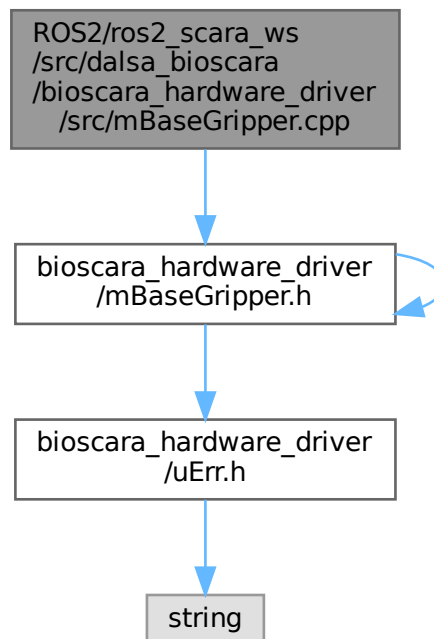 ROS2/ros2_scara_ws
/src/dalsa_bioscara
/bioscara_hardware_driver
/src/mBaseGripper.cpp
bioscara_hardware_driver
/mBaseGripper.h
bioscara_hardware_driver
/uErr.h
string